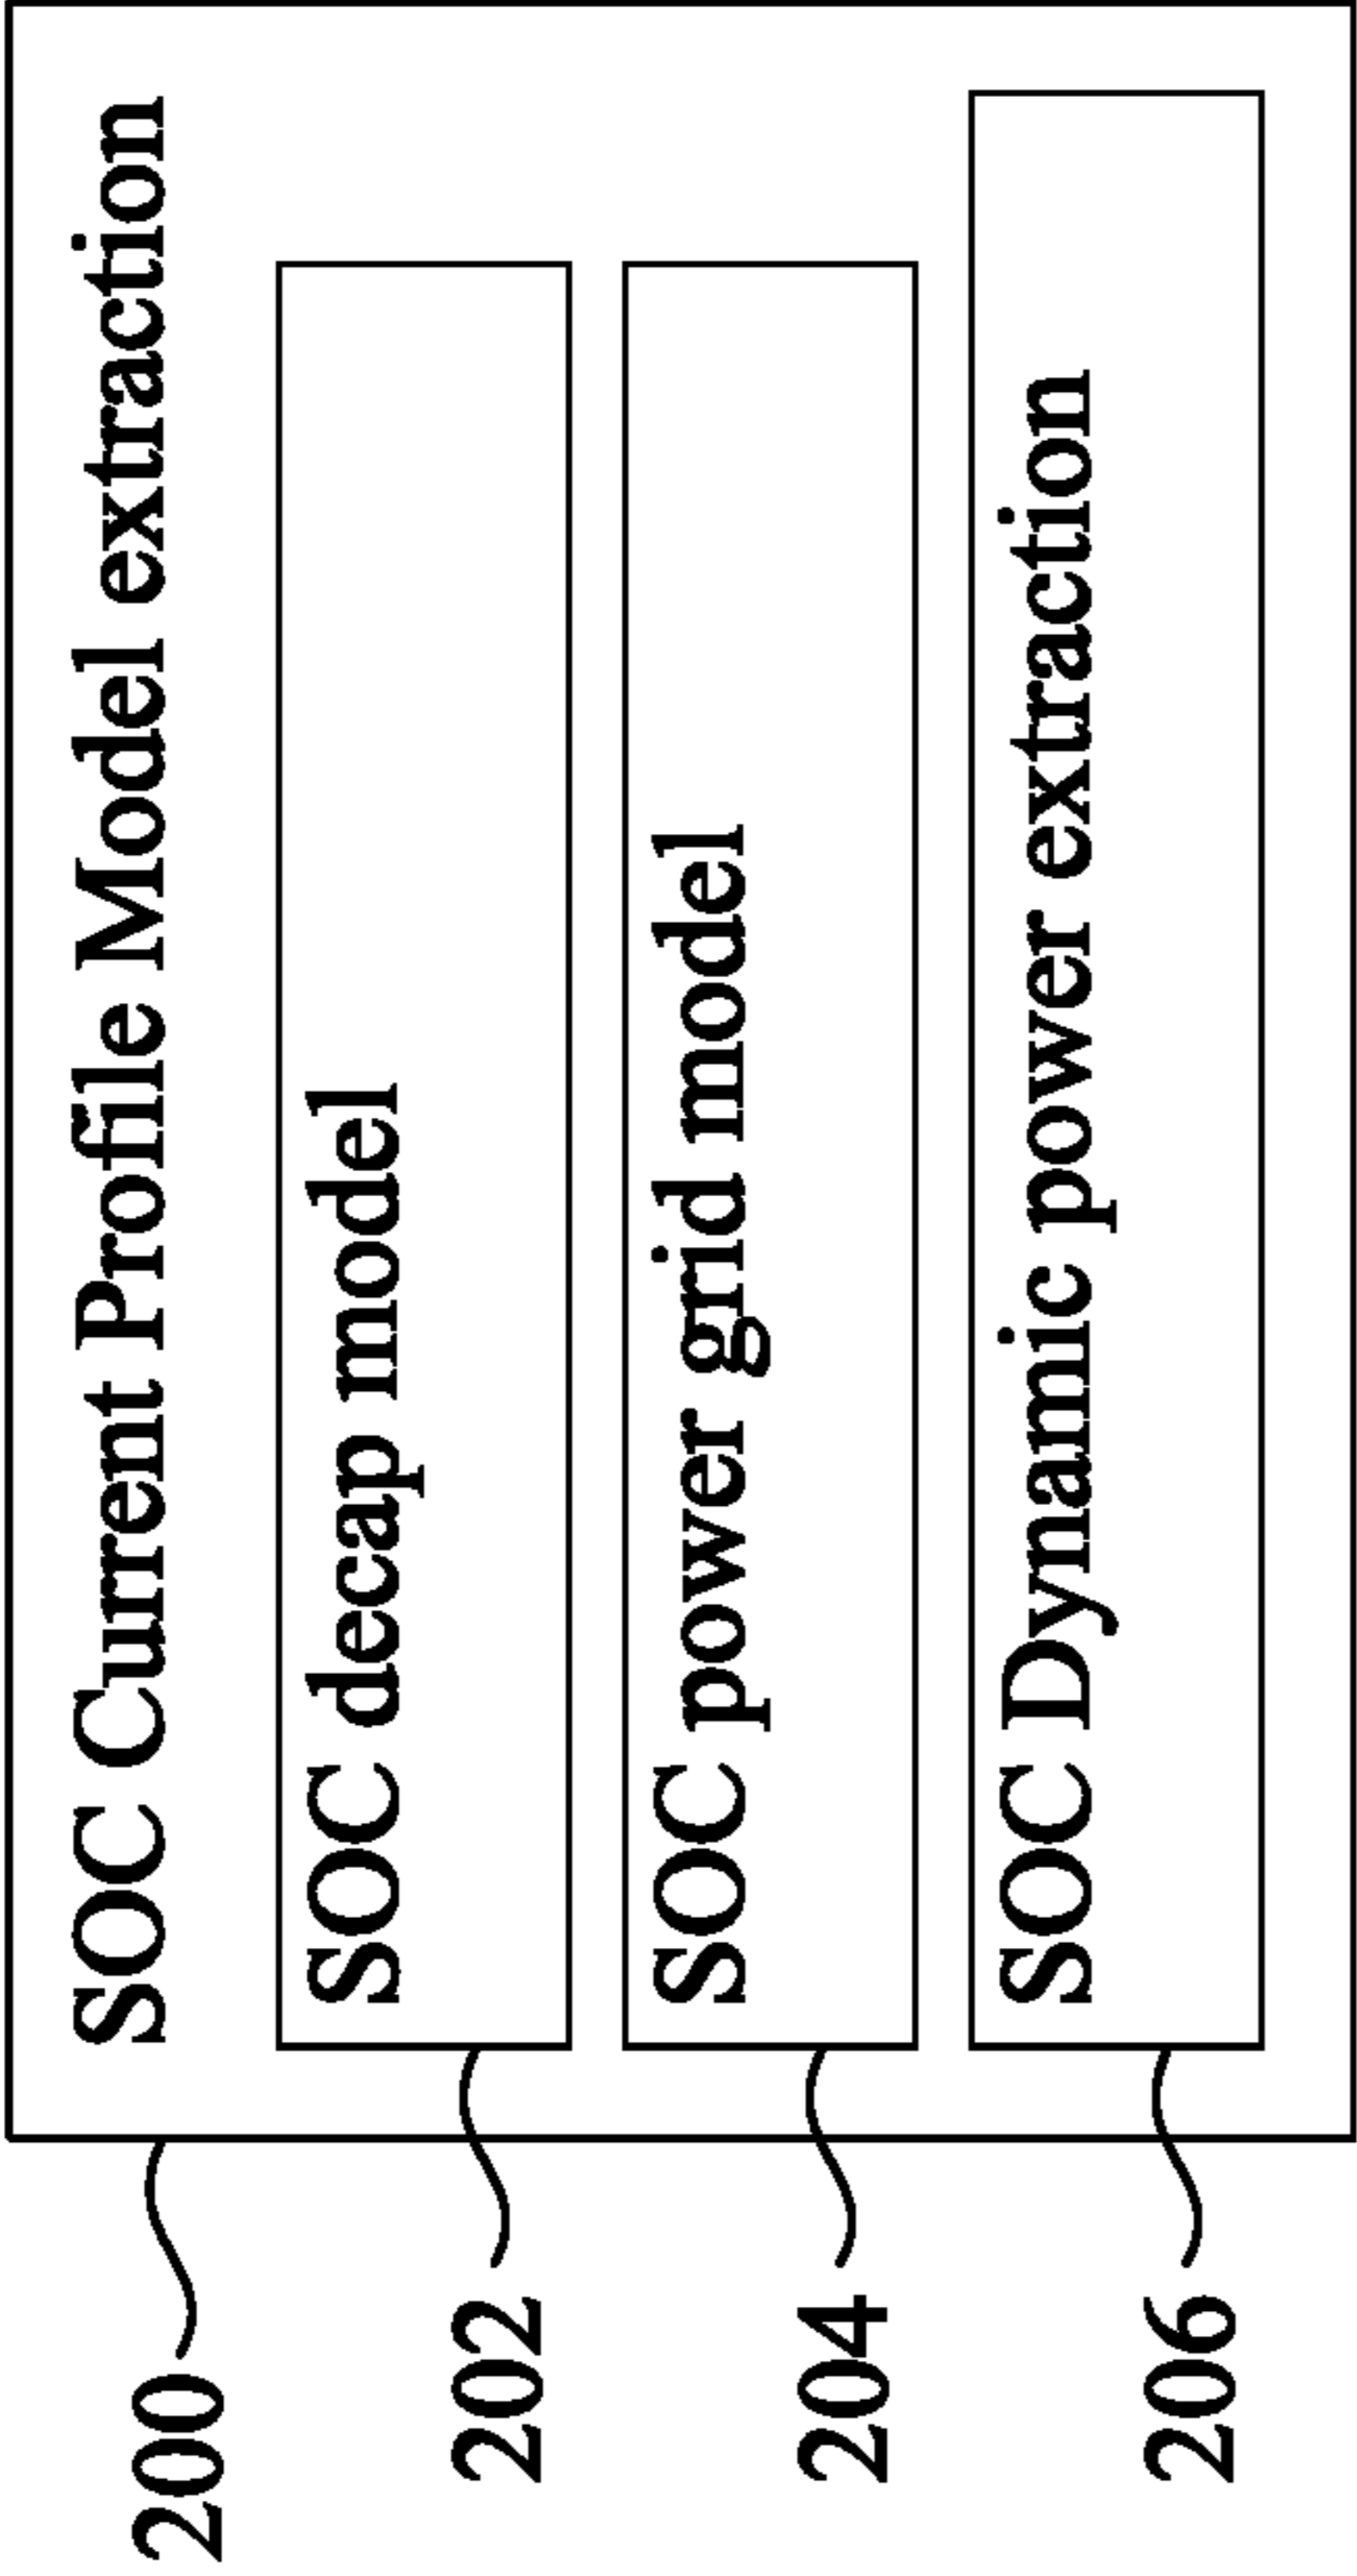 200
SOC Current Profile Model extraction
202
SOC decap model
204
SOC power grid model
206
SOC Dynamic power extraction